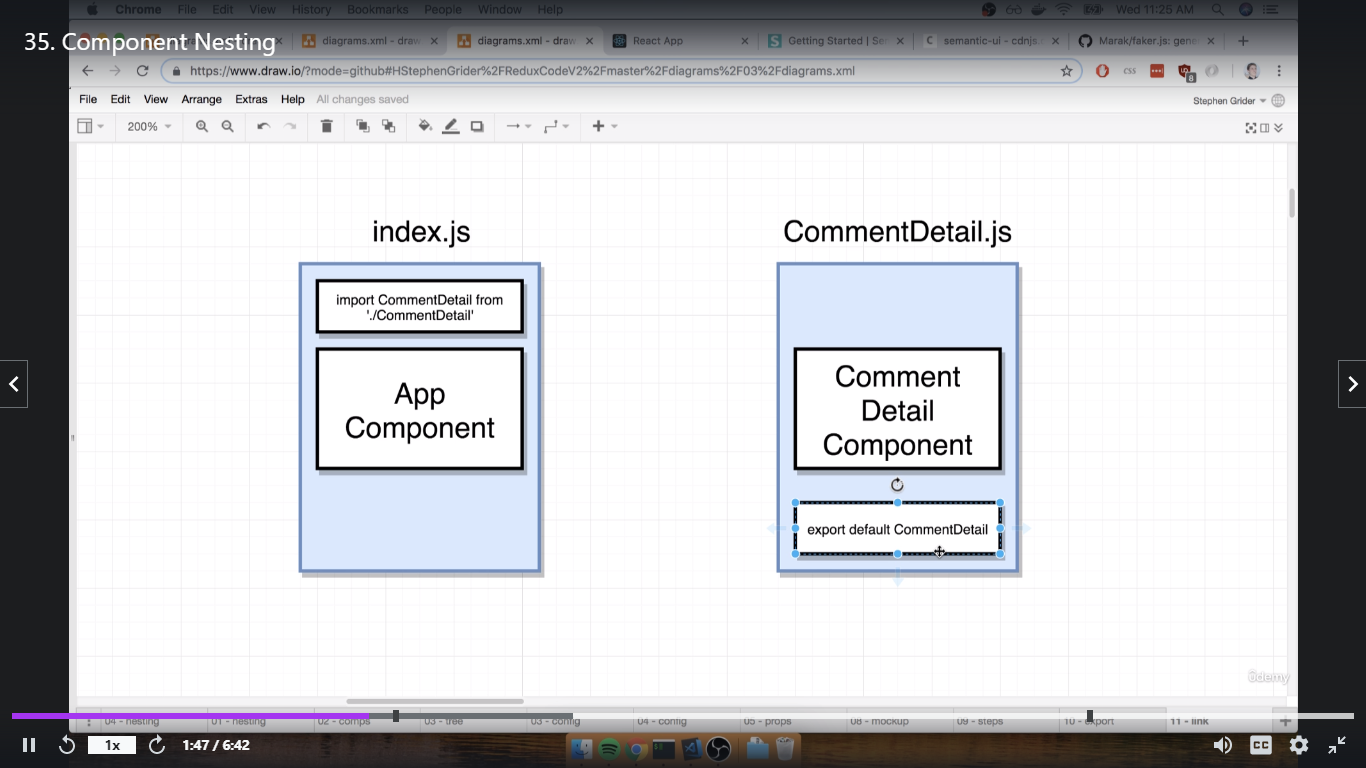 Chrome File Edit View History Bookmarks People Window Help Wed 11:25 AM
35. Component Nesting
diagrams.xml - draw diagrams.xml - draw React App Getting Started | Se semantic-ui - cdnjs. Marak/faker.js: gene
https://www.draw.io/?mode=github#HStephenGrider%2FReduxCodeV2%2Fmaster%2Fdiagrams%2F03%2Fdiagrams.xml
css
8
File Edit View Arrange Extras Help All changes saved
Stephen Grider
200%
index.js
CommentDetail.js
import CommentDetail from
'./CommentDetail'
App
Component
Comment
Detail
Component
export default CommentDetail
ûdemy
04 - nesting 01 - nesting 02 - comps 03 - tree 03 - config 04 - config 05 - props 08 - mockup 09 - steps 10 - export 11 - link
1x 1:47 / 6:42 CC